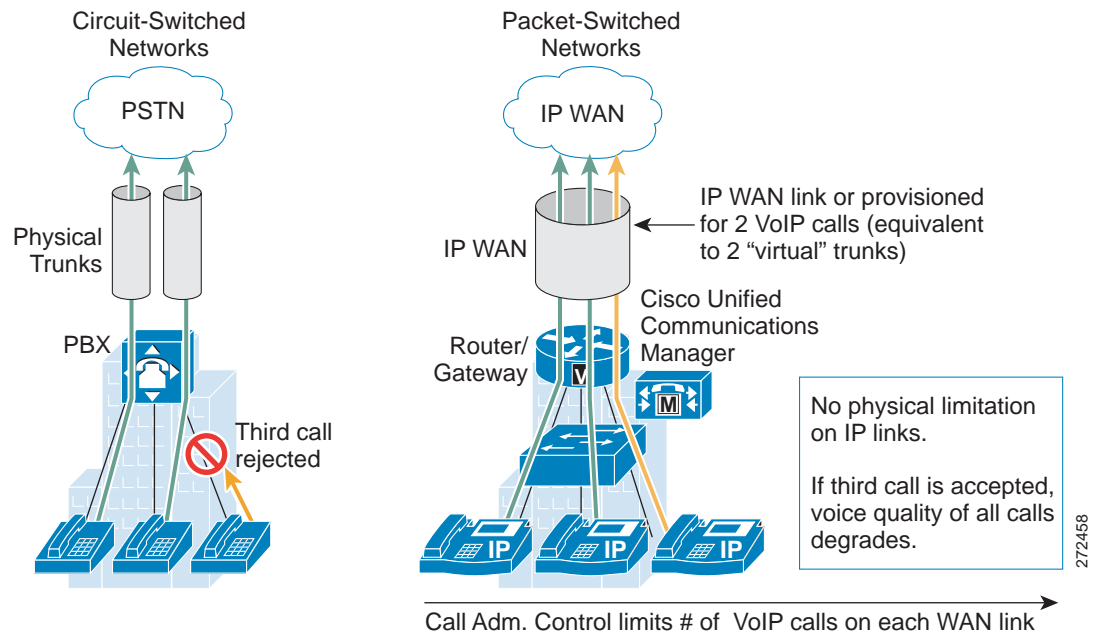 Circuit-Switched
Networks
PSTN
Physical
Trunks
PBX
Third call
rejected
Packet-Switched
Networks
IP WAN
IP WAN link or provisioned
for 2 VoIP calls (equivalent
to 2 “virtual” trunks)
IP WAN
Cisco Unified
Communications
Manager
Router/
Gateway
V
M
No physical limitation
on IP links.
If third call is accepted,
voice quality of all calls
degrades.
IP
IP
IP
272458
Call Adm. Control limits # of VoIP calls on each WAN link